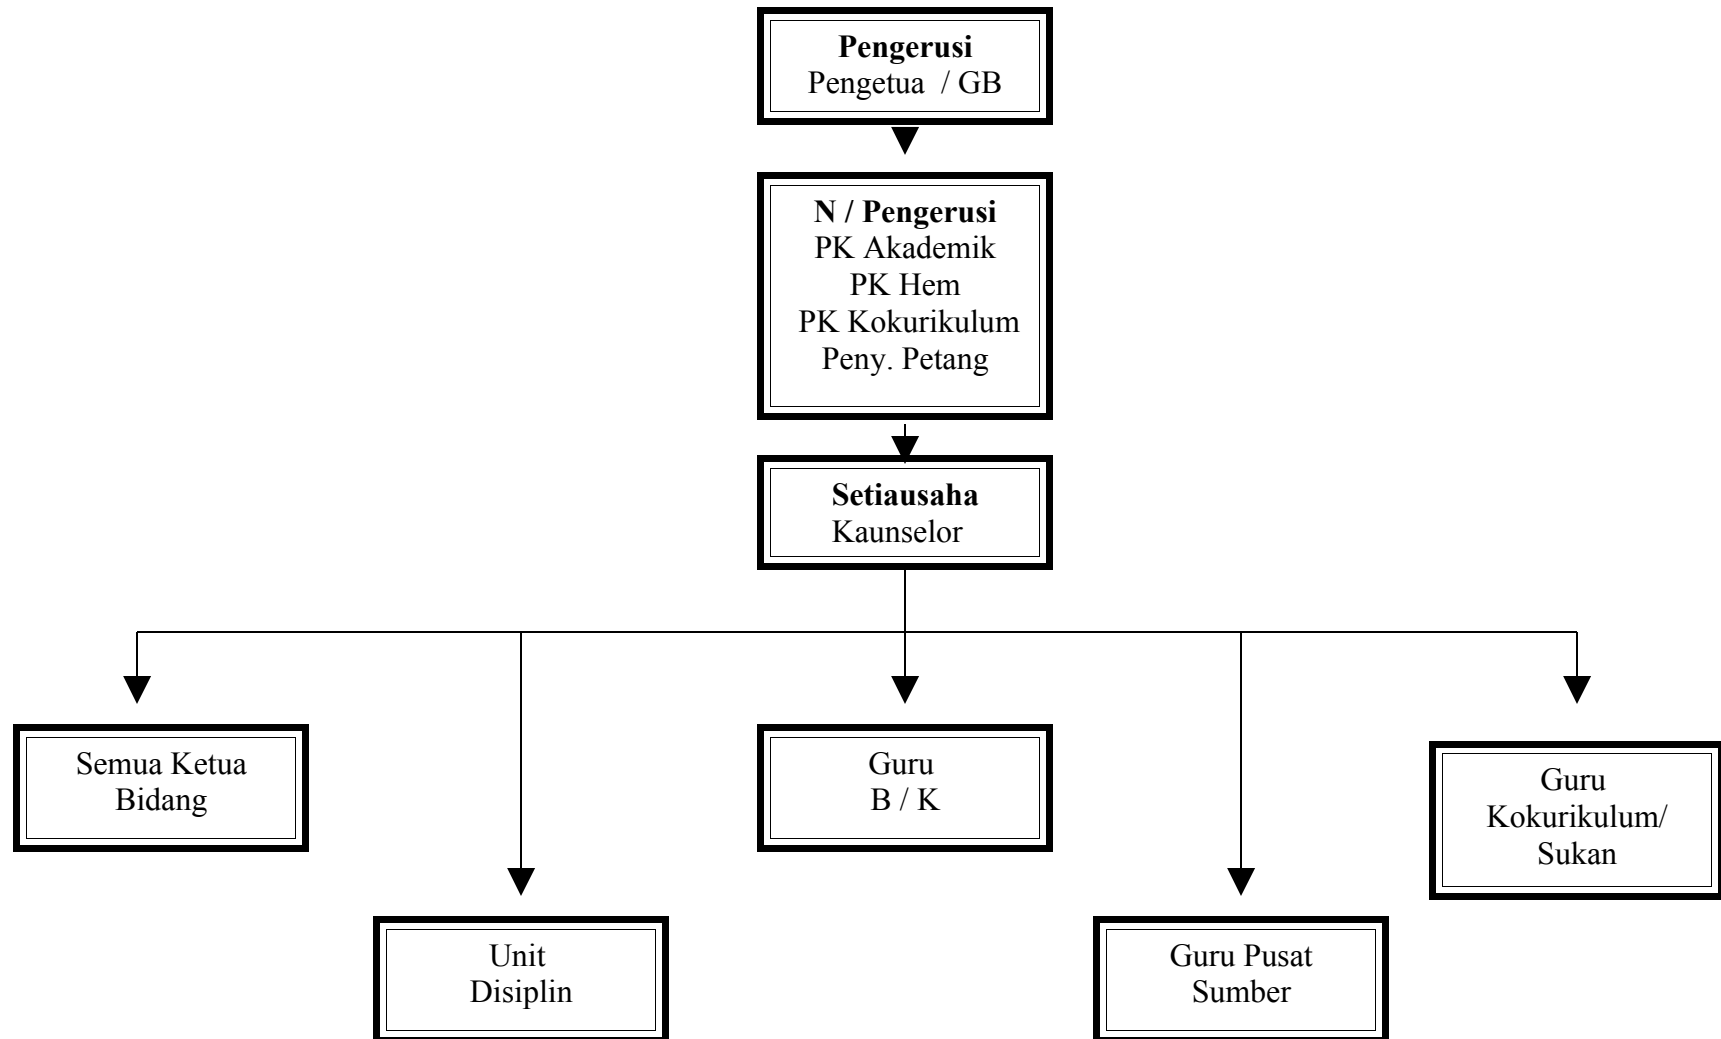 Pengerusi
Pengetua / GB
N / Pengerusi
PK Akademik
PK Hem
PK Kokurikulum
Peny. Petang
Setiausaha
Kaunselor
Semua Ketua
Bidang
Guru
B / K
Guru
Kokurikulum/
Sukan
Unit
Disiplin
Guru Pusat
Sumber